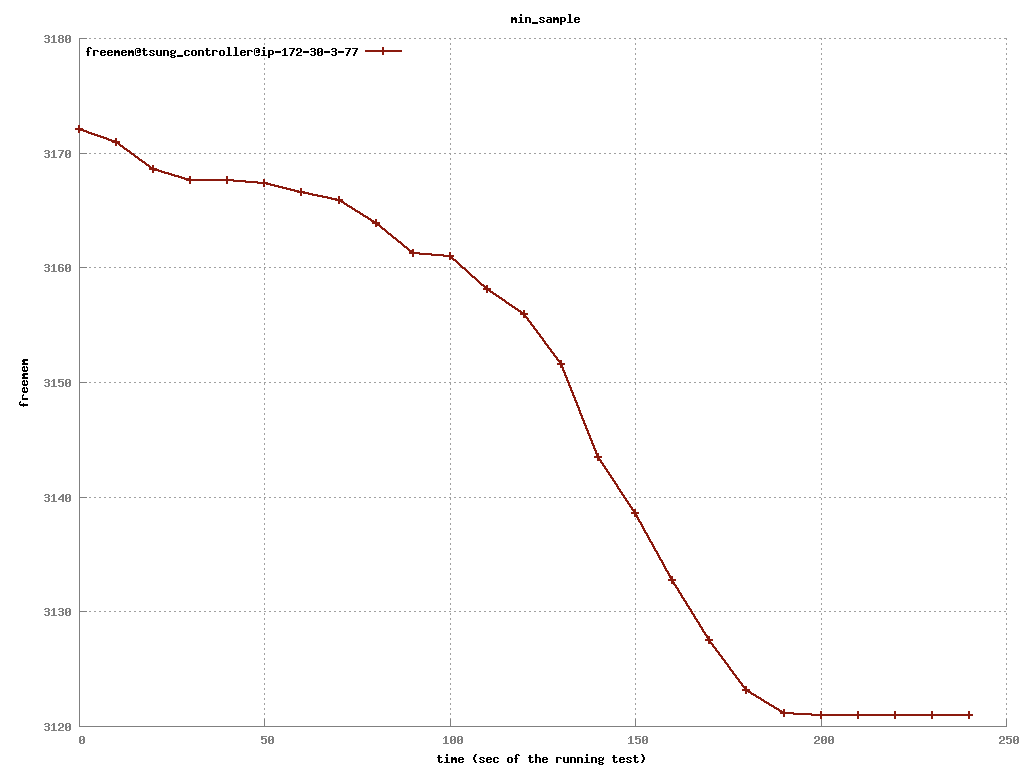 min_sample
freemem@tsung_controller@ip-172-30-3-77
3180
3170
3160
3150
3140
3130
3120
freemem
0 50 100 150 200 250
time (sec of the running test)